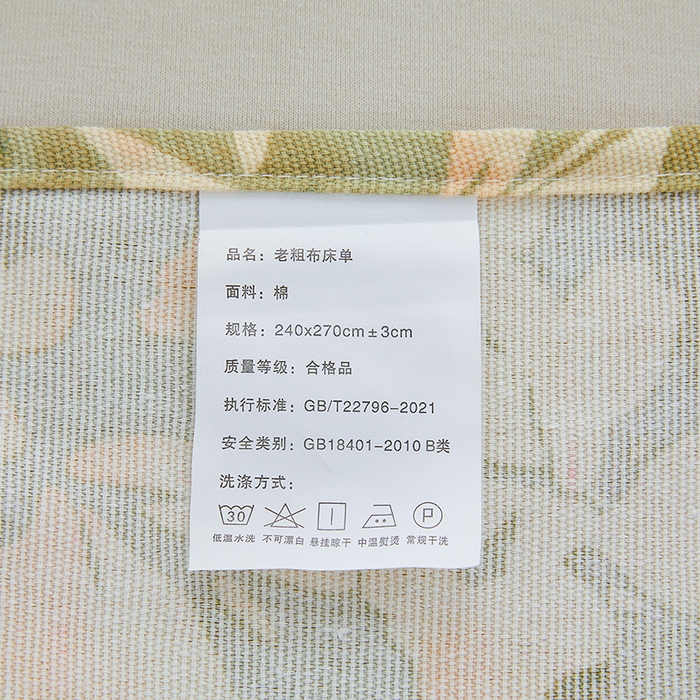 品名：老粗布床单
面料：棉
规格：240x270cm±3cm
质量等级：合格品
执行标准：GB/T22796-2021
安全类别：GB18401-2010 B类
洗涤方式：
30 P
低温水洗 不可漂白 悬挂晾干 中温熨烫 常规干洗